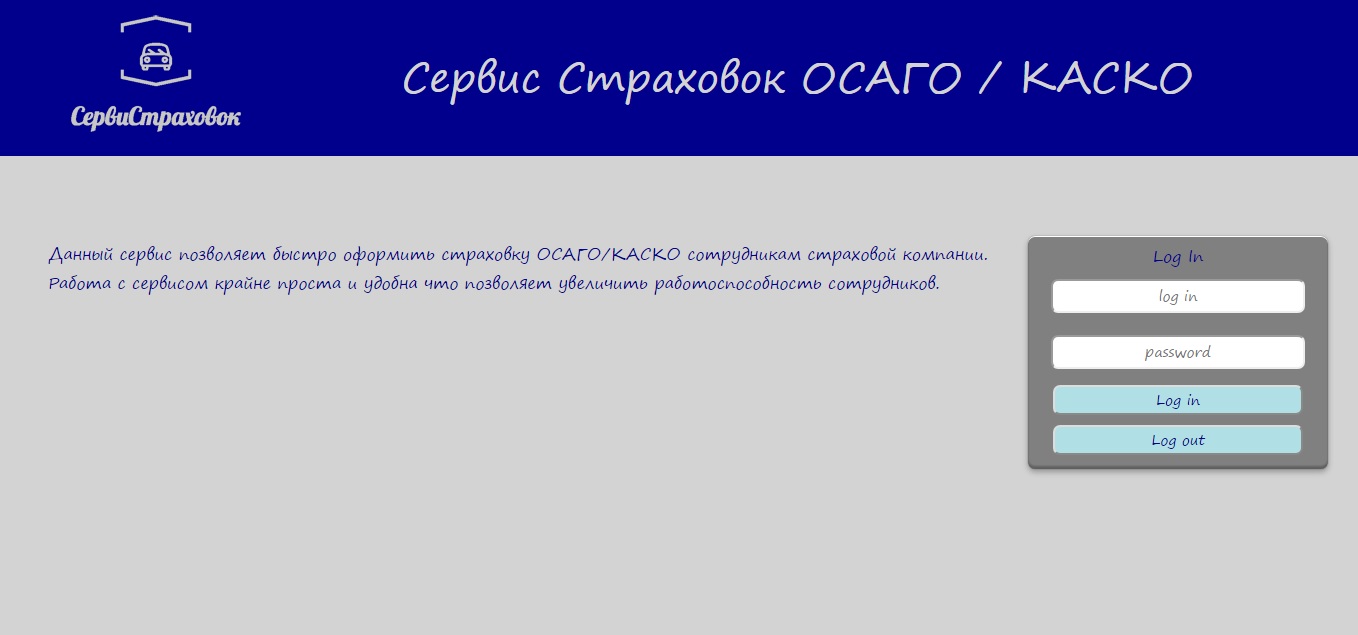 СервиСтраховок
Сервис Страховок ОСАГО / КАСКО
Данный сервис позволяет быстро оформить страховку ОСАГО/КАСКО сотрудникам страховой компании.
Работа с сервисом крайне проста и удобна что позволяет увеличить работоспособность сотрудников.
Log In
log in
password
Log in
Log out